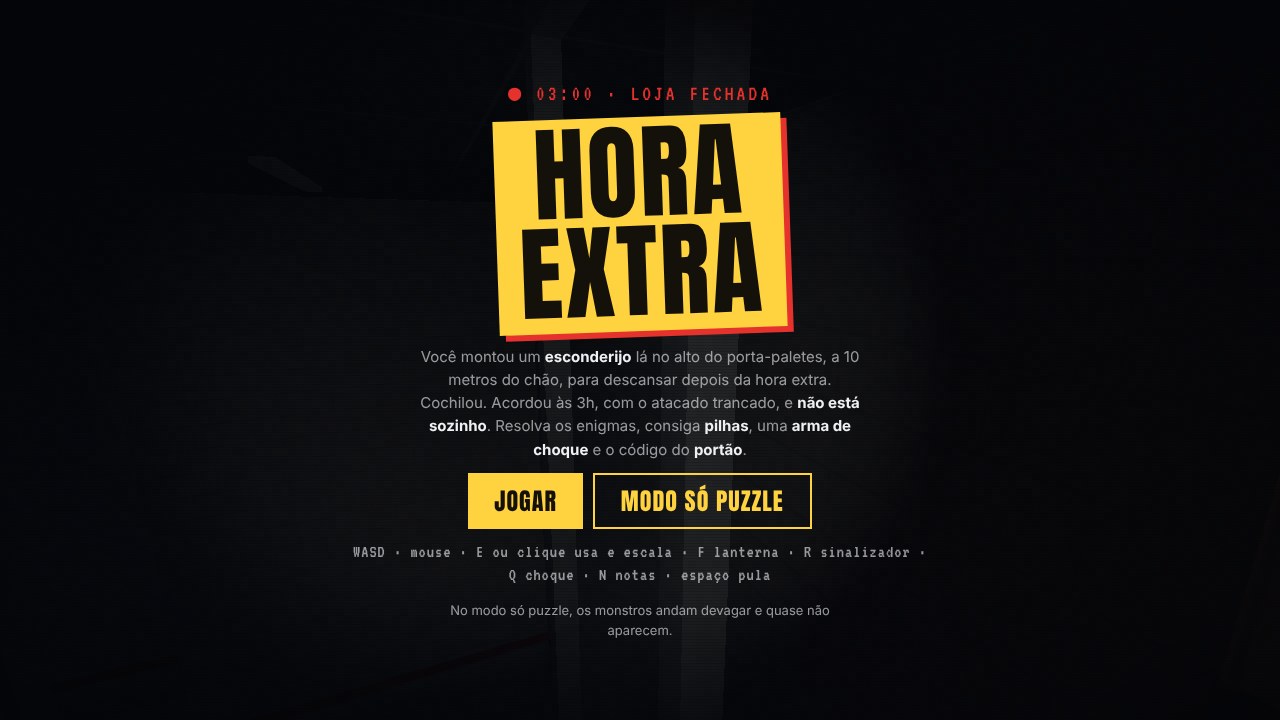 03:00 · LOJA FECHADA
HORA
EXTRA
Você montou um esconderijo lá no alto do porta-paletes, a 10
metros do chão, para descansar depois da hora extra.
Cochilou. Acordou às 3h, com o atacado trancado, e não está
sozinho. Resolva os enigmas, consiga pilhas, uma arma de
choque e o código do portão.
JOGAR
MODO SÓ PUZZLE
WASD · mouse · E ou clique usa e escala · F lanterna · R sinalizador ·
Q choque · N notas · espaço pula
No modo só puzzle, os monstros andam devagar e quase não
aparecem.